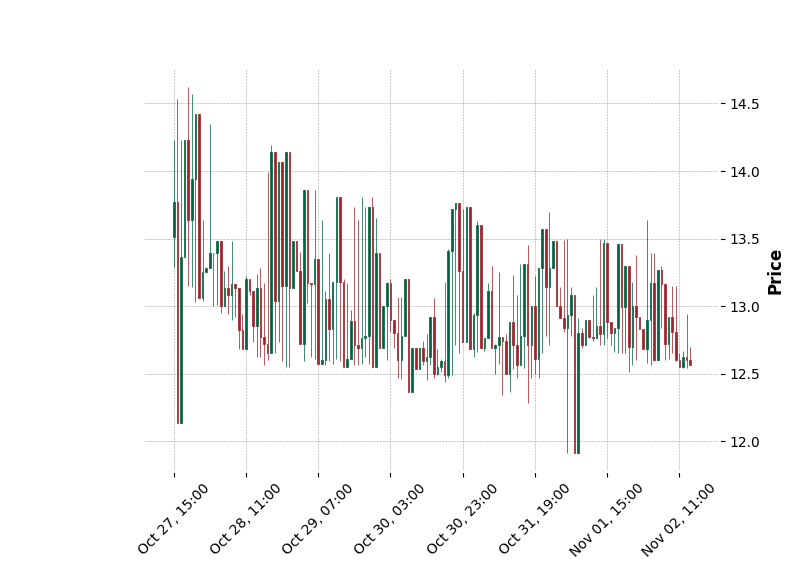 14.5
14.0
13.5
13.0
12.5
12.0
Price
Oct 27, 15:00
Oct 28, 11:00
Oct 29, 07:00
Oct 30, 03:00
Oct 30, 23:00
Oct 31, 19:00
Nov 01, 15:00
Nov 02, 11:00